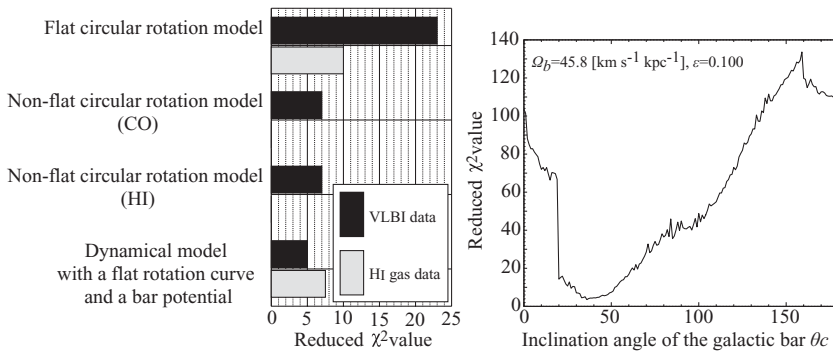 Flat circular rotation model
Non-flat circular rotation model
(CO)
Non-flat circular rotation model
(HI)
Dynamical model
with a flat rotation curve
and a bar potential
VLBI data
HI gas data
0 5 10 15 20 25
Reduced χ2value
Ωb=45.8 [km s-1 kpc-1], ε=0.100
140
120
100
80
60
40
20
0
Reduced χ2value
0 50 100 150
Inclination angle of the galactic bar θc